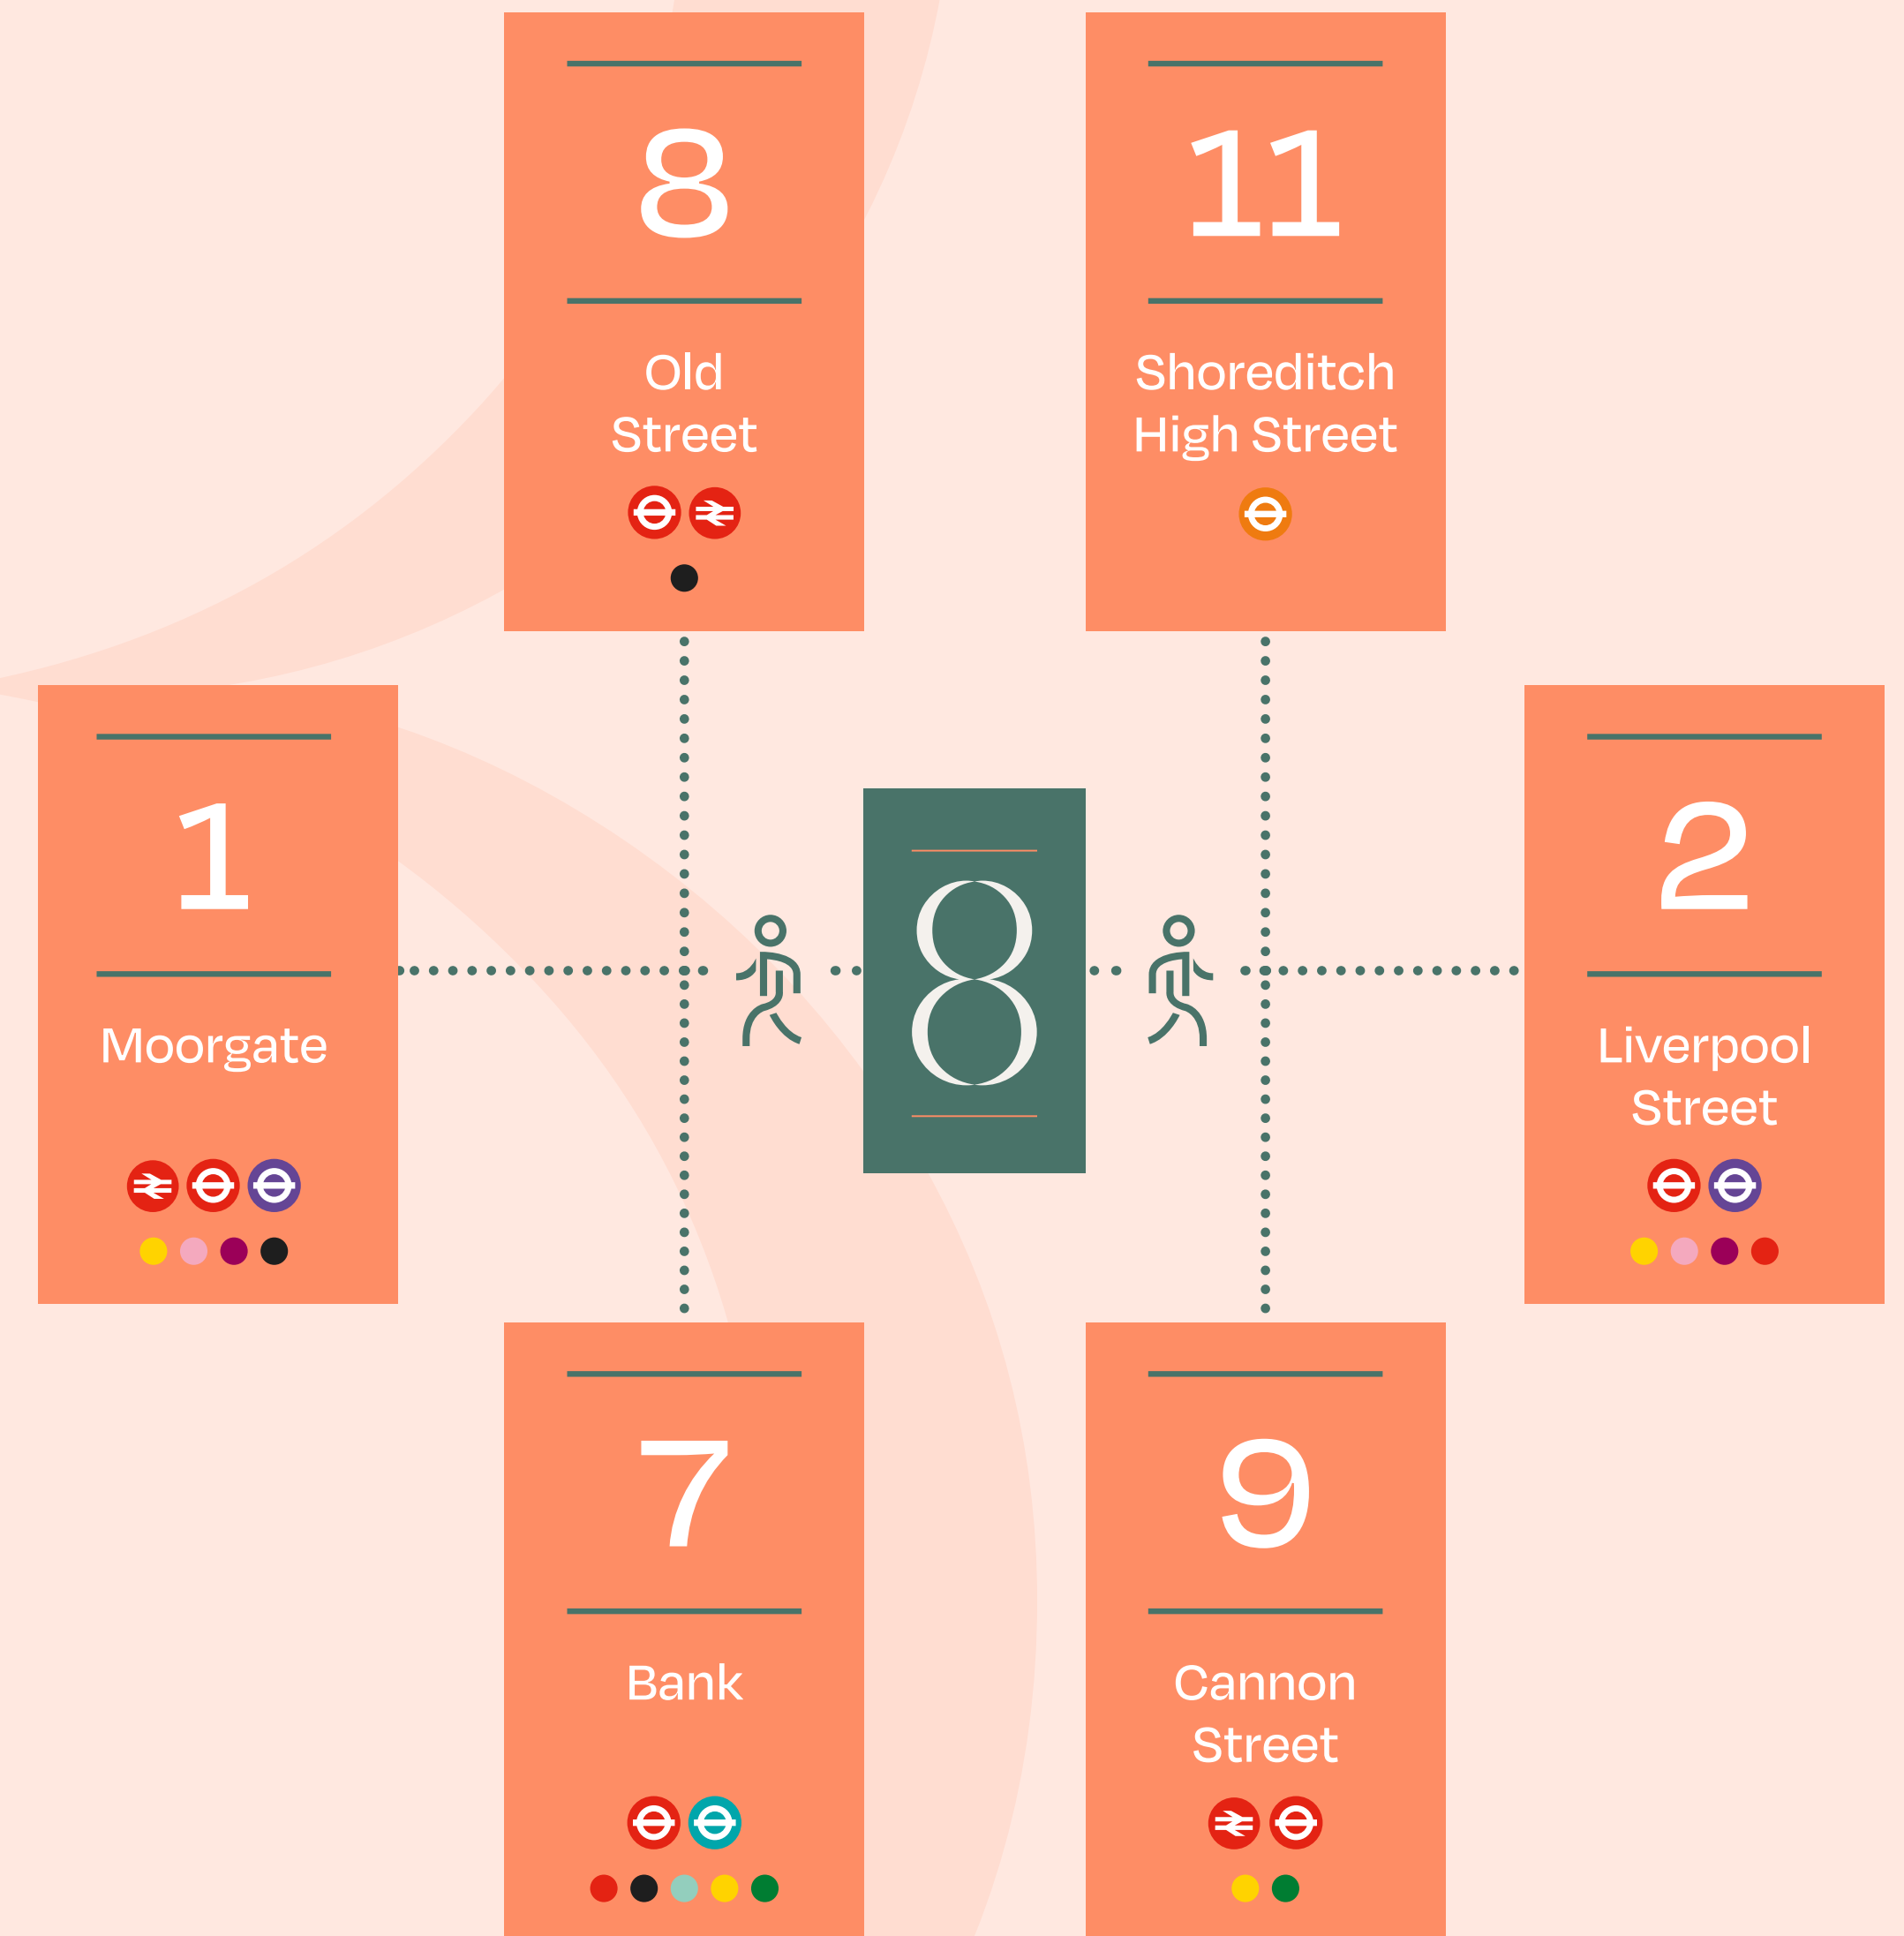 8
Old
Street
11
Shoreditch
High Street
1
Moorgate
8
2
Liverpool
Street
7
Bank
9
Cannon
Street